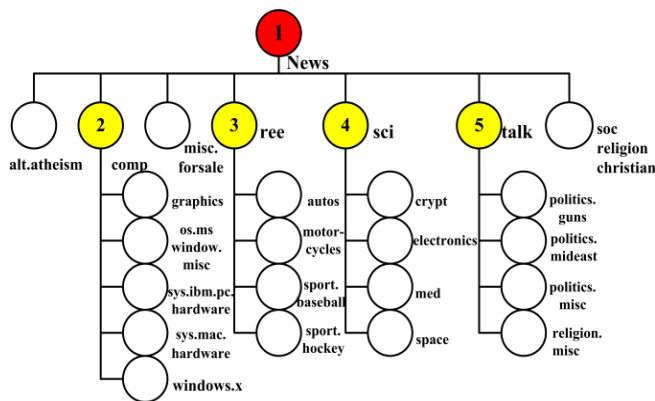 1
News
2
3
ree
4
sci
5
talk
alt.atheism
comp
misc.
forsale
soc
religion
christian
graphics
os.ms
window.
misc
sys.ibm.pc.
hardware
sys.mac.
hardware
windows.x
autos
motor-
cycles
sport.
baseball
sport.
hockey
crypt
electronics
med
space
politics.
guns
politics.
mideast
politics.
misc
religion.
misc